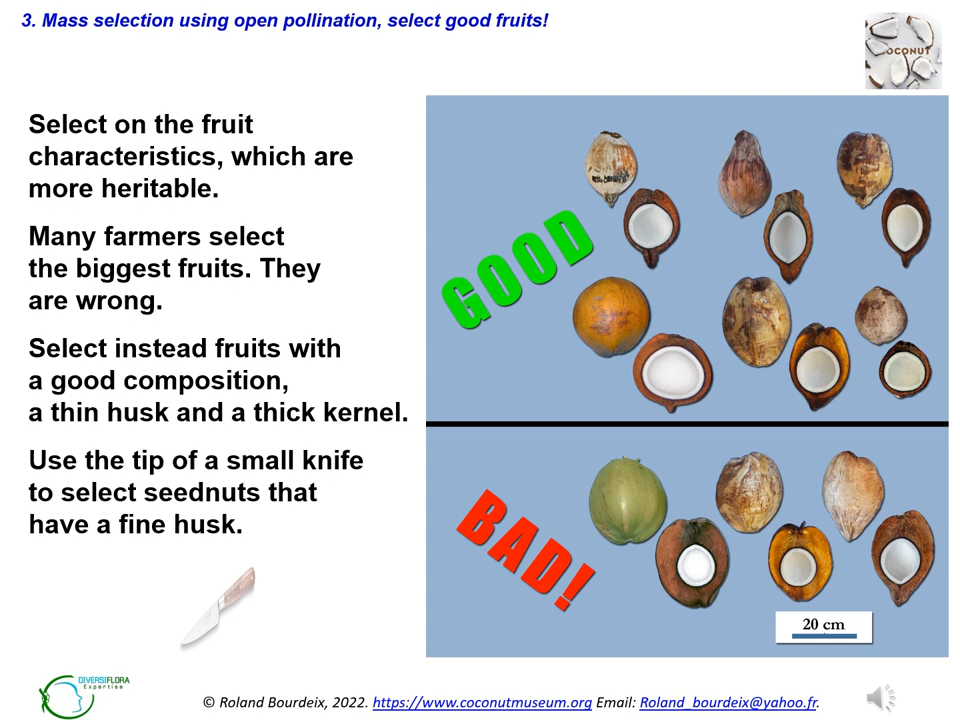 3. Mass selection using open pollination, select good fruits!
COCONUT
Select on the fruit
characteristics, which are
more heritable.
Many farmers select
the biggest fruits. They
are wrong.
Select instead fruits with
a good composition,
a thin husk and a thick kernel.
Use the tip of a small knife
to select seednuts that
have a fine husk.
GOOD
BAD!
20 cm
DIVERSIFLORA
Expertise
© Roland Bourdeix, 2022. https://www.coconutmuseum.org Email: Roland_bourdeix@yahoo.fr.